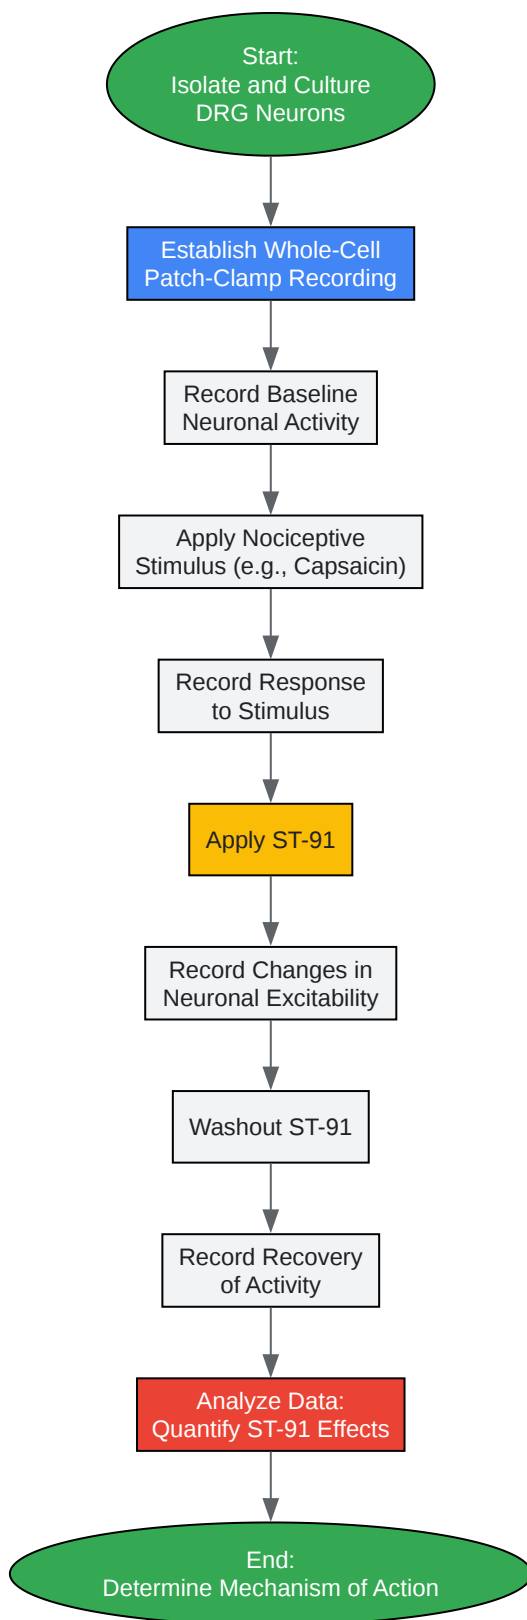 Start:
Isolate and Culture
DRG Neurons
Establish Whole-Cell
Patch-Clamp Recording
Record Baseline
Neuronal Activity
Apply Nociceptive
Stimulus (e.g., Capsaicin)
Record Response
to Stimulus
Apply ST-91
Record Changes in
Neuronal Excitability
Washout ST-91
Record Recovery
of Activity
Analyze Data:
Quantify ST-91 Effects
End:
Determine Mechanism of Action